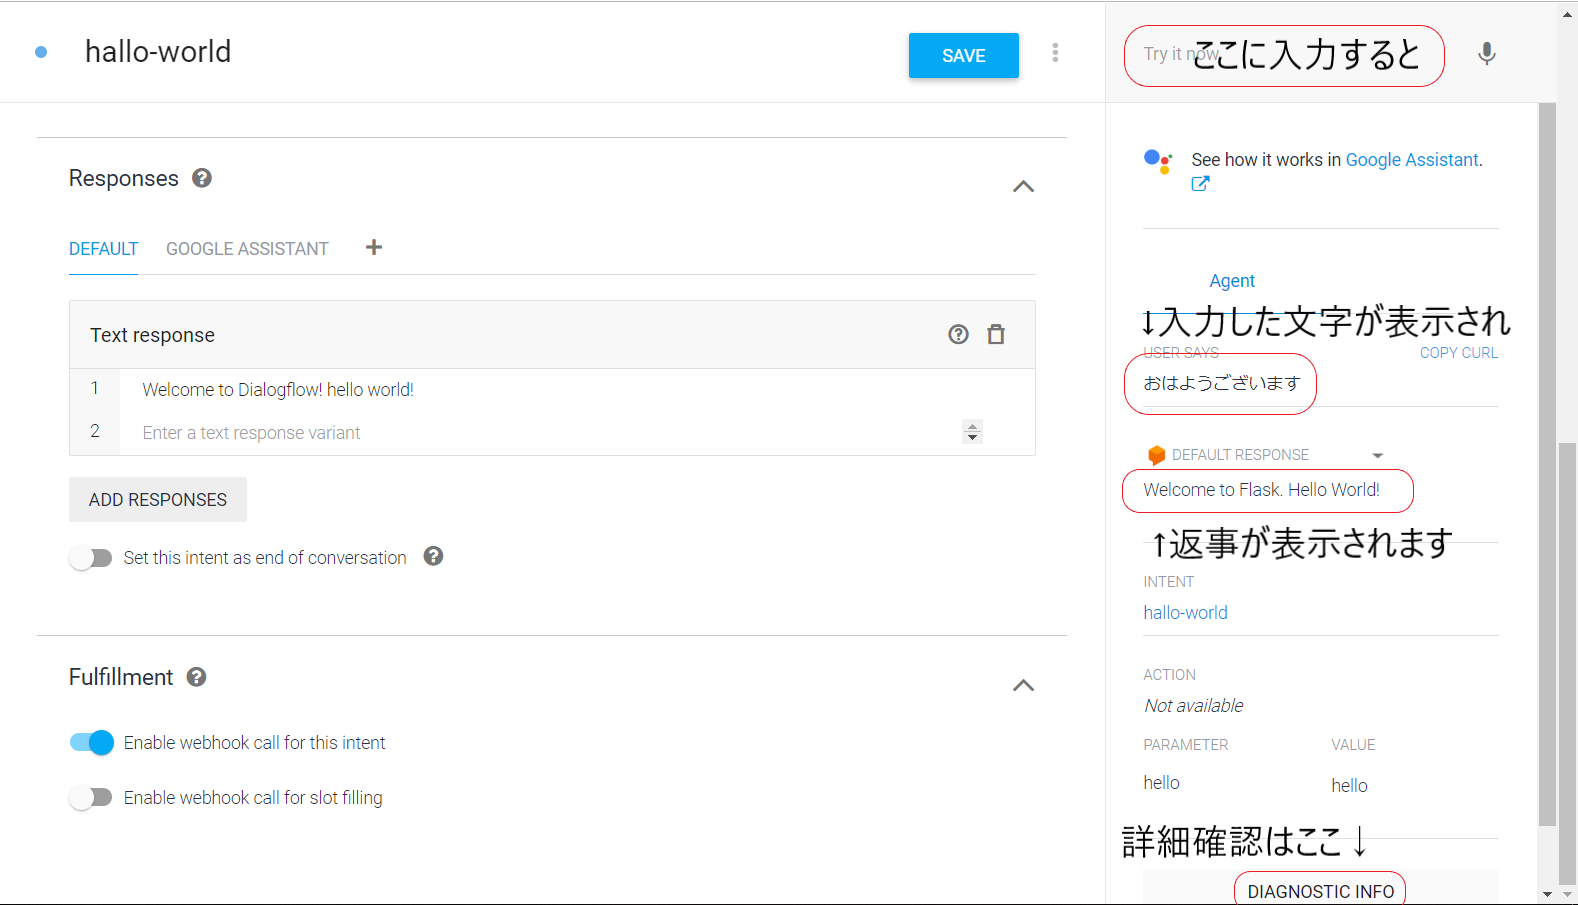 hallo-world
SAVE
Responses
DEFAULT GOOGLE ASSISTANT
Text response
1 Welcome to Dialogflow! hello world!
2 Enter a text response variant
ADD RESPONSES
Set this intent as end of conversation
Fulfillment
Enable webhook call for this intent
Enable webhook call for slot filling
Try it now
ここに入力すると
See how it works in Google Assistant.
Agent
↓入力した文字が表示され
USER SAYS COPY CURL
おはようございます
DEFAULT RESPONSE
Welcome to Flask. Hello World!
↑返事が表示されます
INTENT
hallo-world
ACTION
Not available
PARAMETER VALUE
hello hello
詳細確認はここ↓
DIAGNOSTIC INFO